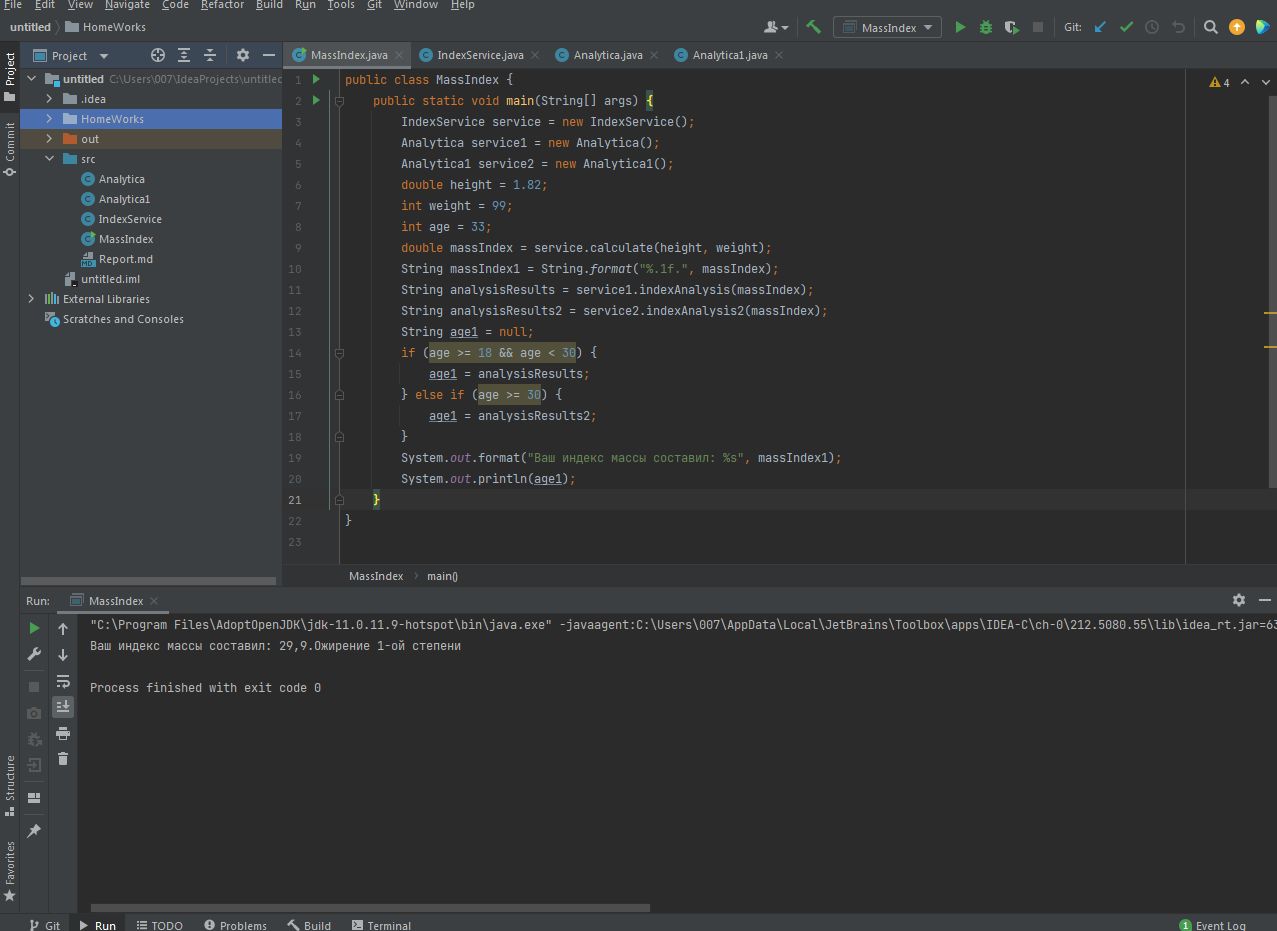 File Edit View Navigate Code Refactor Build Run Tools Git Window Help
untitled HomeWorks
MassIndex
Git:
Project
MassIndex.java
IndexService.java
Analytica.java
Analytica1.java
Project
Commit
Structure
Favorites
untitled C:\Users\007\IdeaProjects\untitled
.idea
HomeWorks
out
src
Analytica
Analytica1
IndexService
MassIndex
Report.md
untitled.iml
External Libraries
Scratches and Consoles
4
1 public class MassIndex {
2 public static void main(String[] args) {
3 IndexService service = new IndexService();
4 Analytica service1 = new Analytica();
5 Analytica1 service2 = new Analytica1();
6 double height = 1.82;
7 int weight = 99;
8 int age = 33;
9 double massIndex = service.calculate(height, weight);
10 String massIndex1 = String.format("%.1f.", massIndex);
11 String analysisResults = service1.indexAnalysis(massIndex);
12 String analysisResults2 = service2.indexAnalysis2(massIndex);
13 String age1 = null;
14 if (age >= 18 && age < 30) {
15 age1 = analysisResults;
16 } else if (age >= 30) {
17 age1 = analysisResults2;
18 }
19 System.out.format("Ваш индекс массы составил: %s", massIndex1);
20 System.out.println(age1);
21 }
22 }
23
MassIndex main()
Run: MassIndex
"C:\Program Files\AdoptOpenJDK\jdk-11.0.11.9-hotspot\bin\java.exe" -javaagent:C:\Users\007\AppData\Local\JetBrains\Toolbox\apps\IDEA-C\ch-0\212.5080.55\lib\idea_rt.jar=63
Ваш индекс массы составил: 29,9.Ожирение 1-ой степени
Process finished with exit code 0
Git Run TODO Problems Build Terminal 1 Event Log